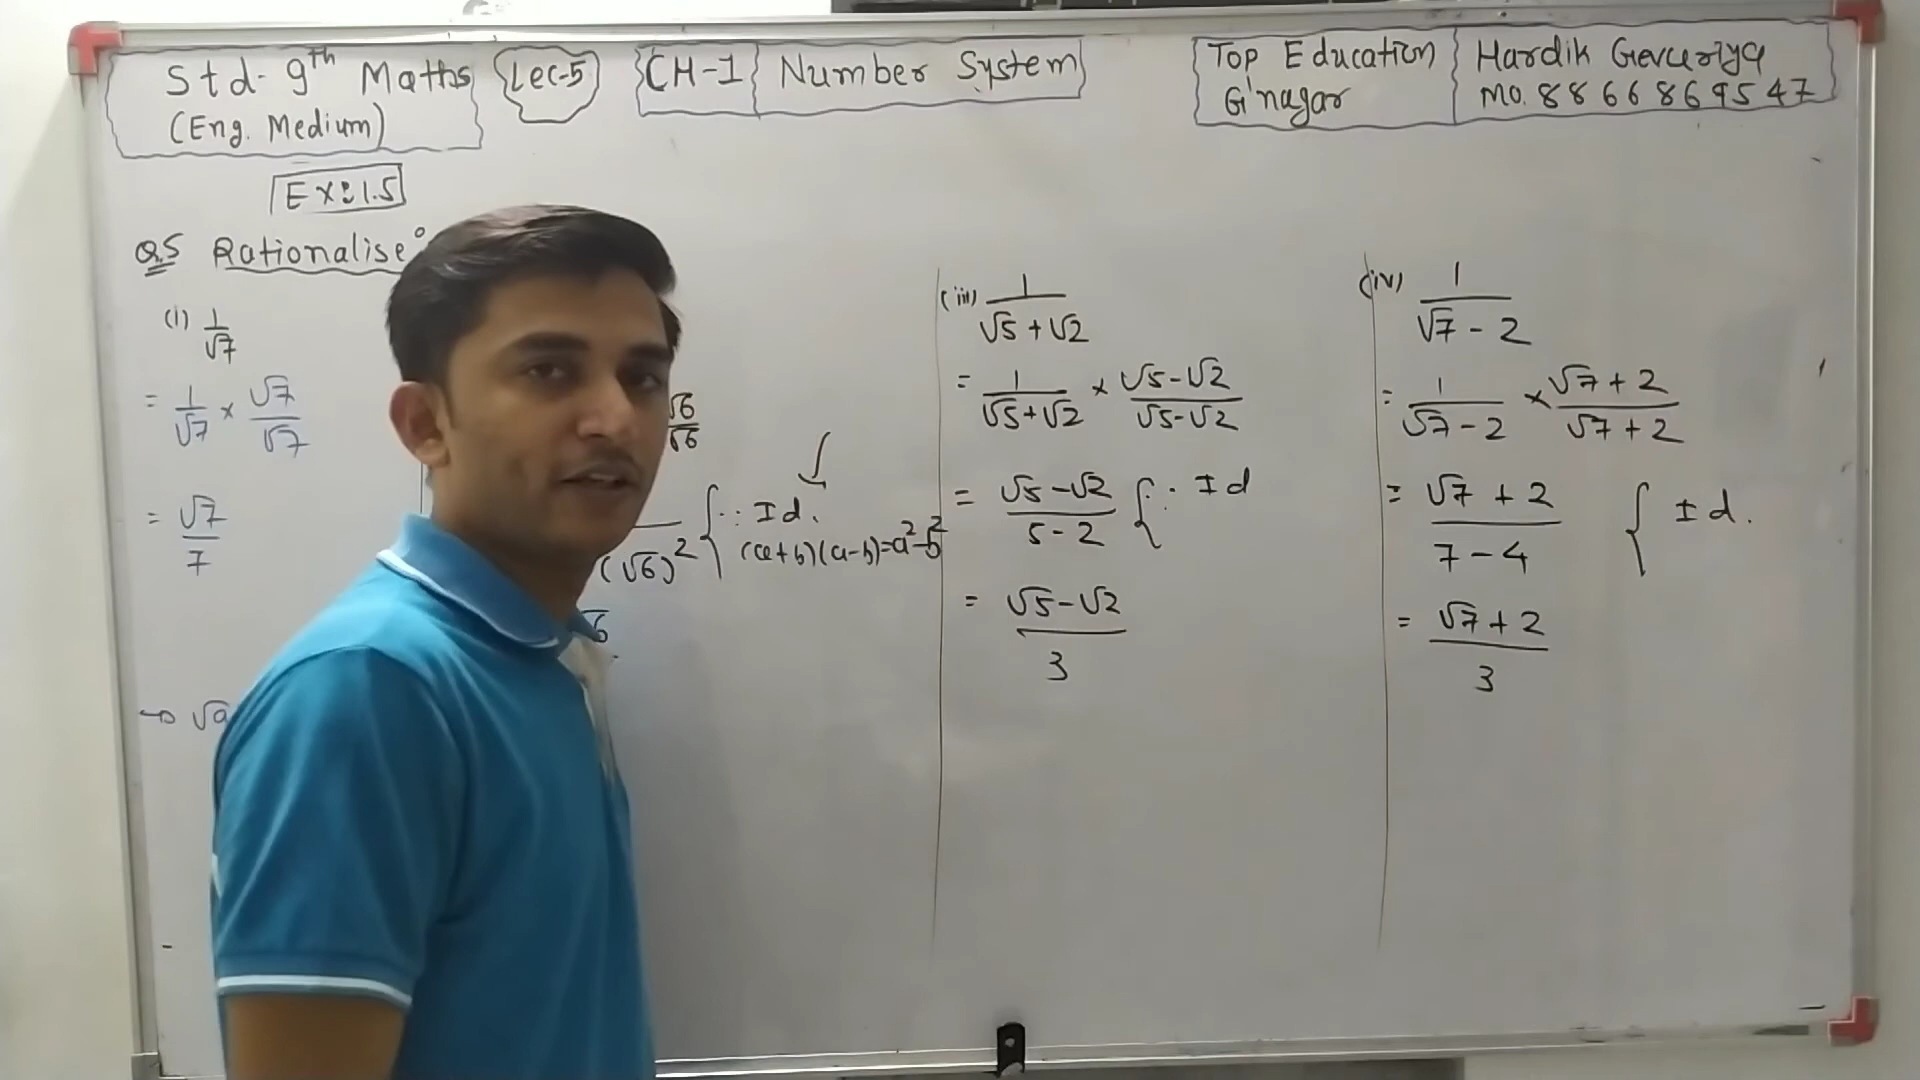 Std- 9th Maths
(Eng. Medium)
Lec-5
CH-1
Number System
Top Education
G'nagar
Hardik Gevariya
Mo. 8866869547
Ex: 1.5
Q.5 Rationalise
(i) 1/√7
= 1/√7 × √7/√7
= √7/7
→ √a
√6/√6
(√6)²
{∵ Id.
(a+b)(a-b)=a²-b²
(iii) 1/(√5+√2)
= 1/(√5+√2) × (√5-√2)/(√5-√2)
= (√5-√2)/(5-2) {∵ Id
= (√5-√2)/3
(iv) 1/(√7-2)
= 1/(√7-2) × (√7+2)/(√7+2)
= (√7+2)/(7-4) { Id.
= (√7+2)/3